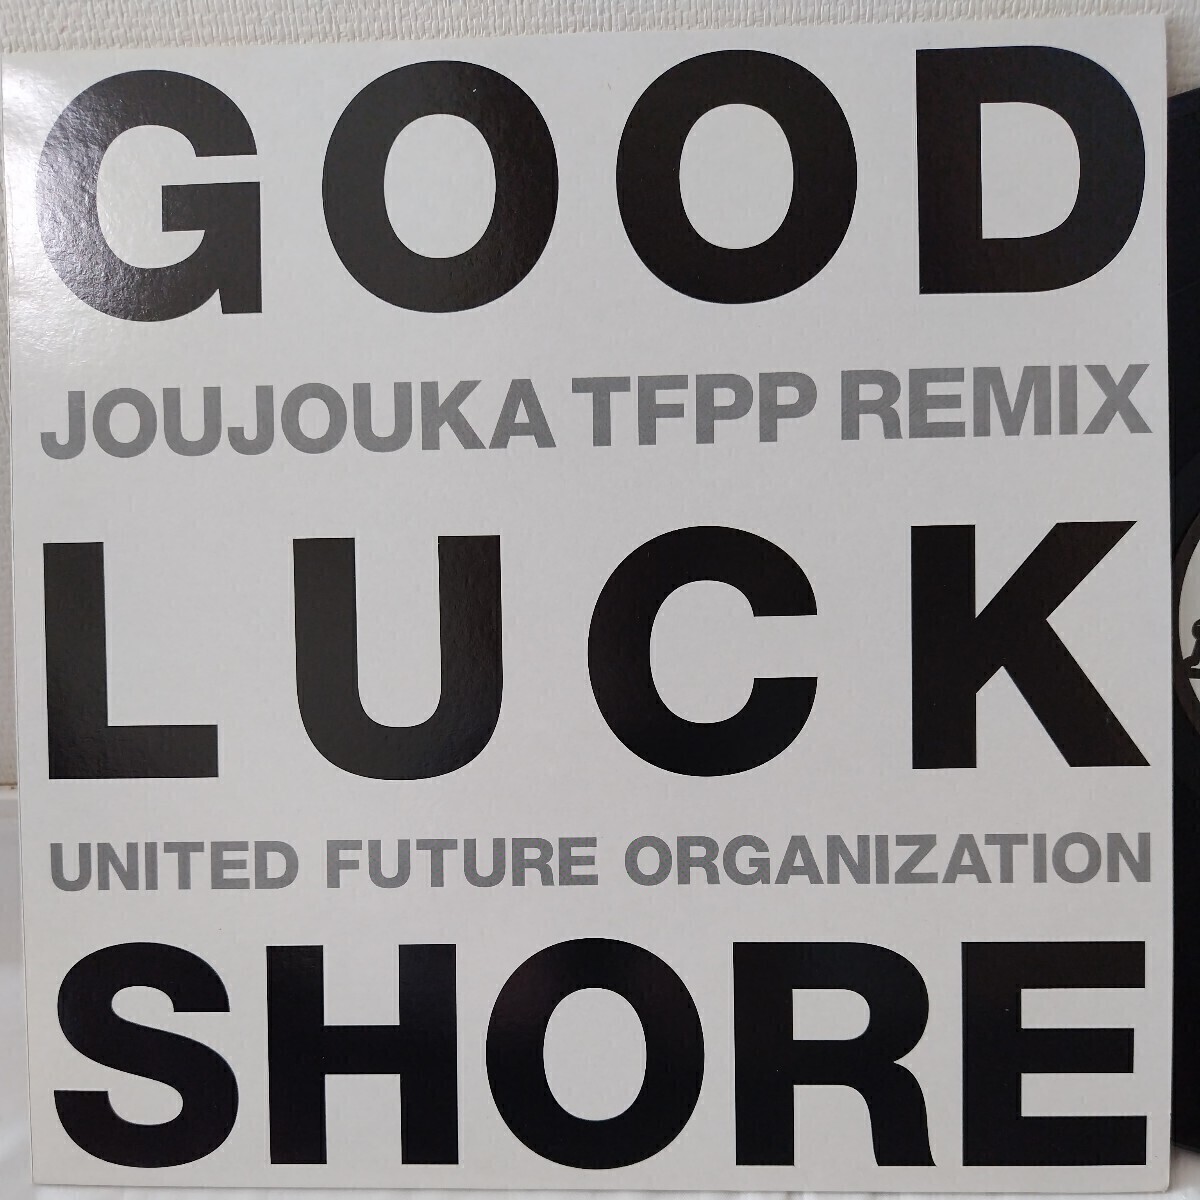 GOOD
JOUJOUKA TFPP REMIX
LUCK
UNITED FUTURE ORGANIZATION
SHORE